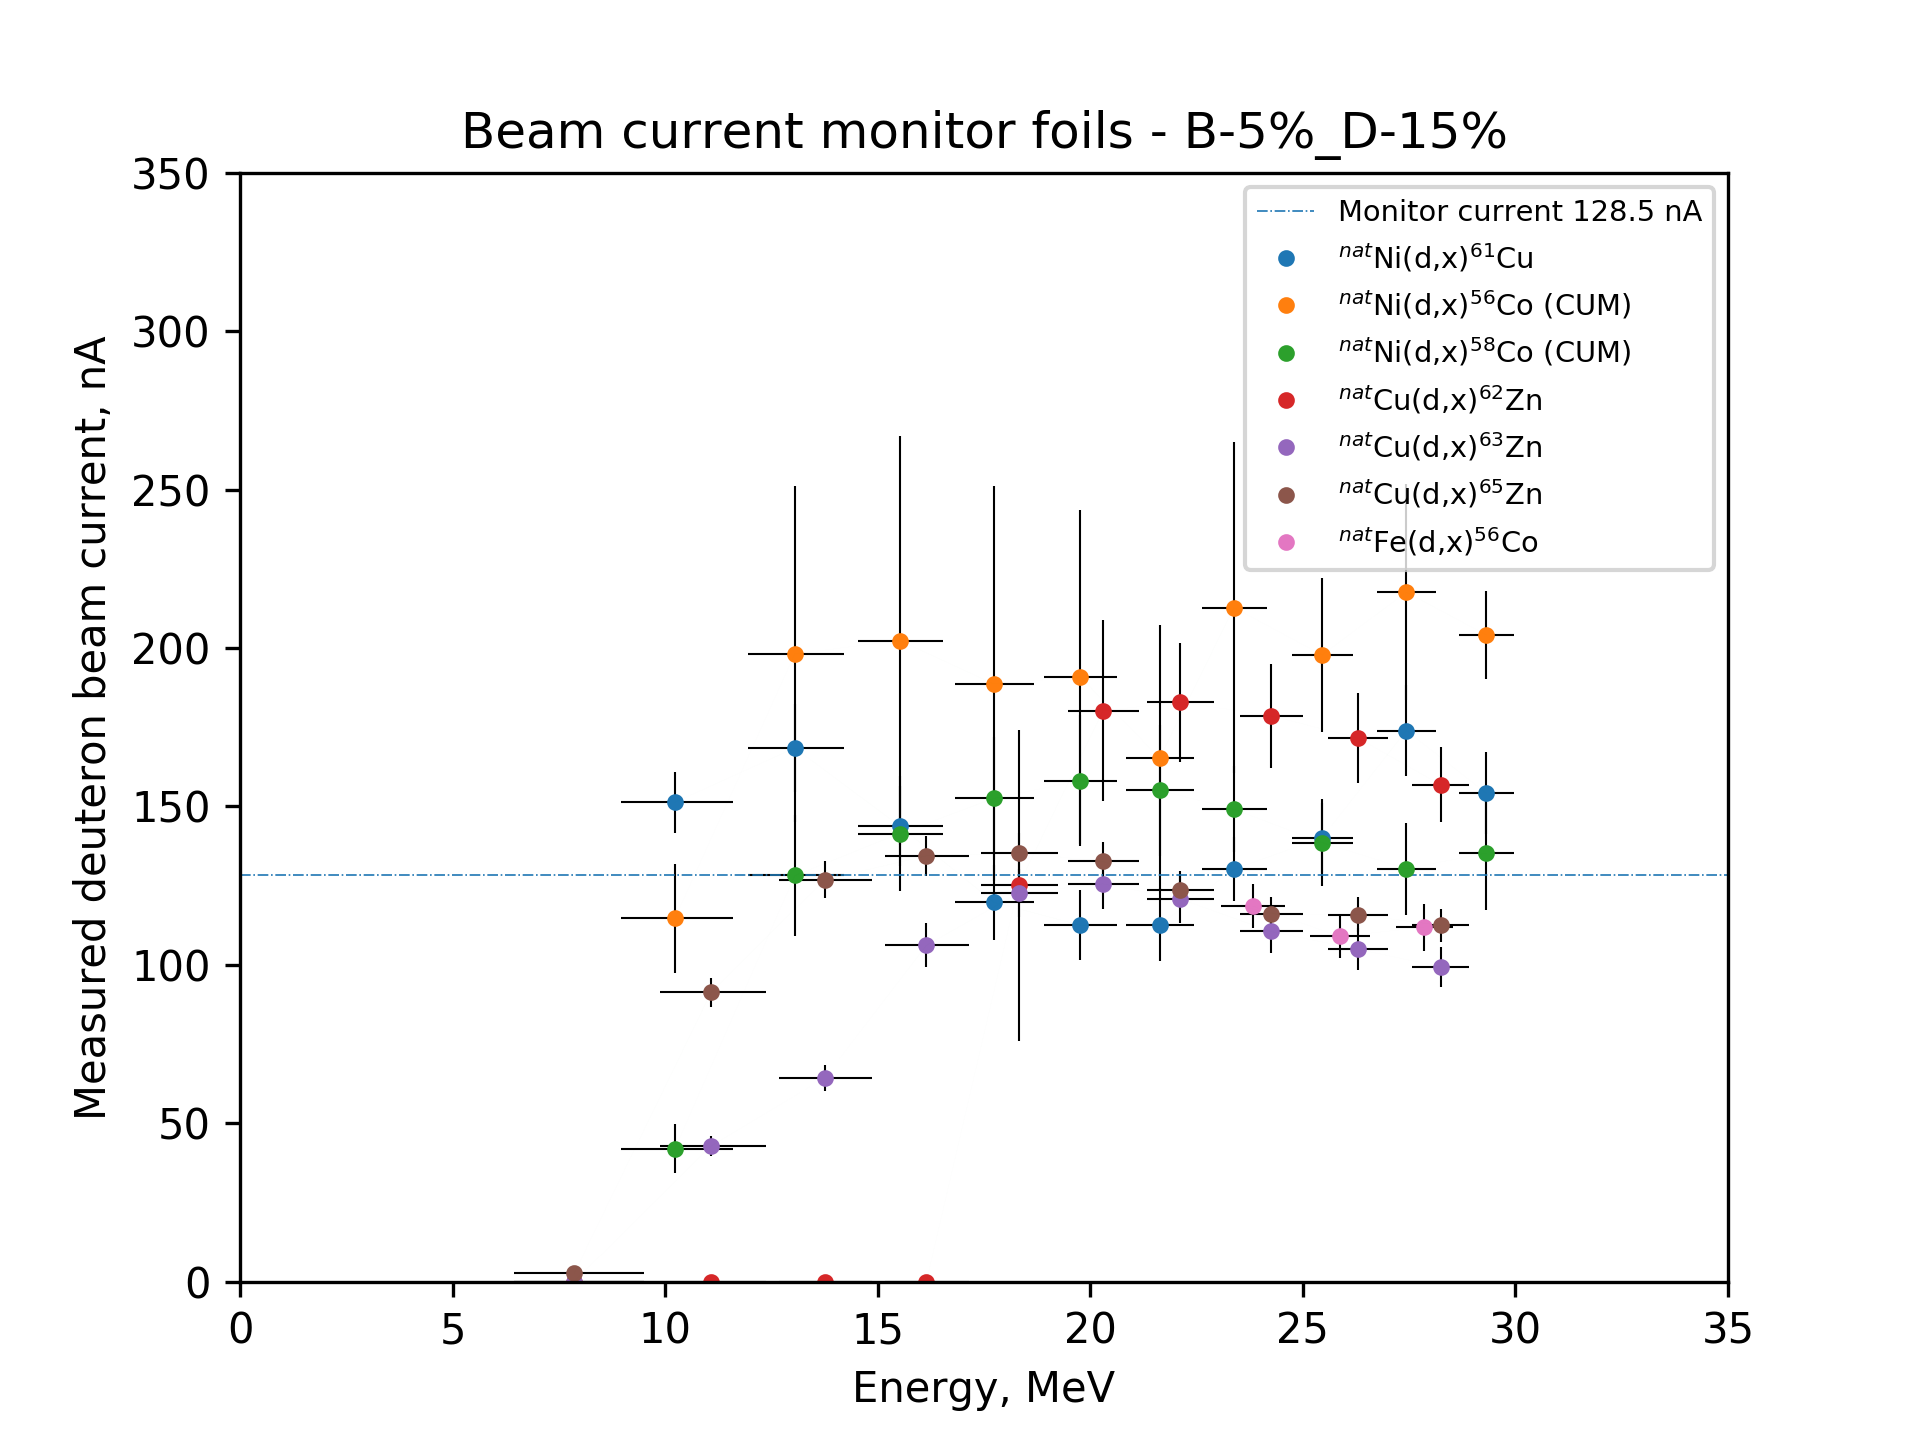 Beam current monitor foils - B-5%_D-15%
350
300
250
200
150
100
50
0
Measured deuteron beam current, nA
Monitor current 128.5 nA
ⁿᵃᵗNi(d,x)⁶¹Cu
ⁿᵃᵗNi(d,x)⁵⁶Co (CUM)
ⁿᵃᵗNi(d,x)⁵⁸Co (CUM)
ⁿᵃᵗCu(d,x)⁶²Zn
ⁿᵃᵗCu(d,x)⁶³Zn
ⁿᵃᵗCu(d,x)⁶⁵Zn
ⁿᵃᵗFe(d,x)⁵⁶Co
0 5 10 15 20 25 30 35
Energy, MeV